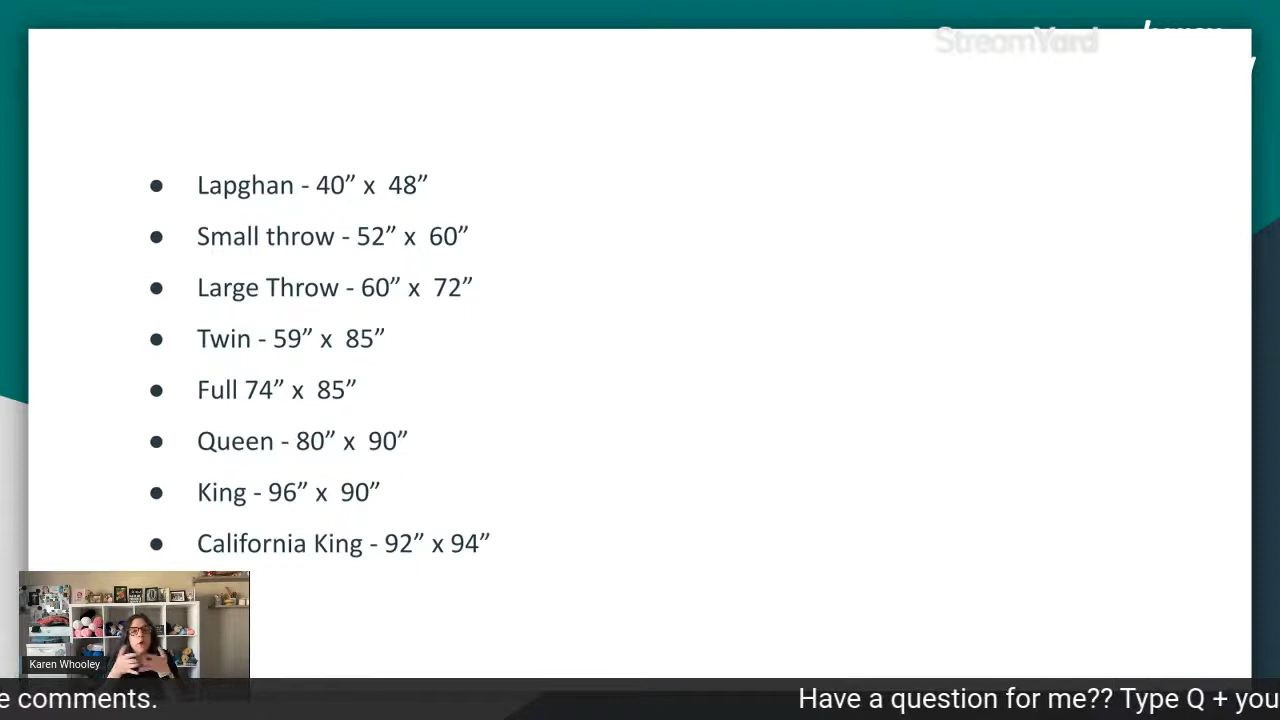 StreamYard
● Lapghan - 40” x 48”
● Small throw - 52” x 60”
● Large Throw - 60” x 72”
● Twin - 59” x 85”
● Full 74” x 85”
● Queen - 80” x 90”
● King - 96” x 90”
● California King - 92” x 94”
Karen Whooley
e comments. Have a question for me?? Type Q + you